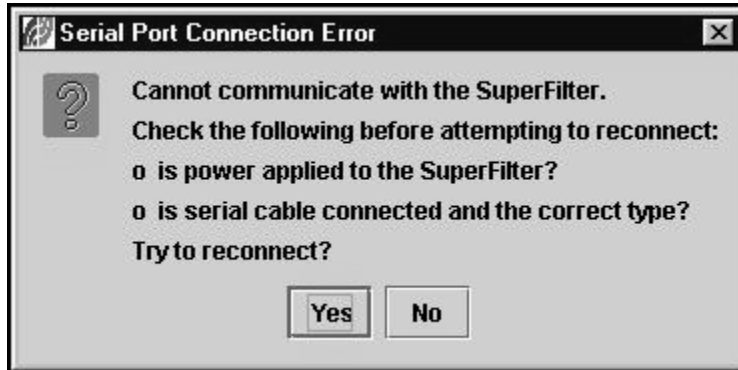 Serial Port Connection Error
Cannot communicate with the SuperFilter.
Check the following before attempting to reconnect:
o is power applied to the SuperFilter?
o is serial cable connected and the correct type?
Try to reconnect?
Yes No